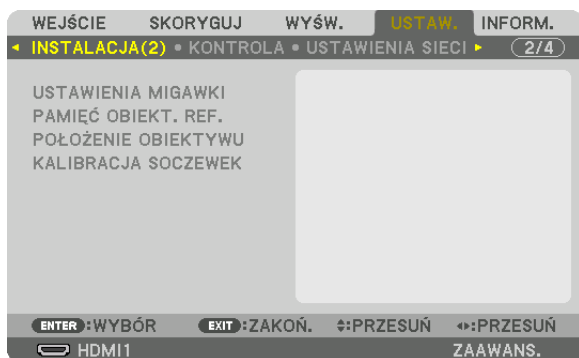 WEJŚCIE SKORYGUJ WYŚW. USTAW. INFORM.
INSTALACJA(2) • KONTROLA • USTAWIENIA SIECI 2/4
USTAWIENIA MIGAWKI
PAMIĘĆ OBIEKT. REF.
POŁOŻENIE OBIEKTYWU
KALIBRACJA SOCZEWEK
ENTER :WYBÓR EXIT :ZAKOŃ. :PRZESUŃ :PRZESUŃ
HDMI1 ZAAWANS.